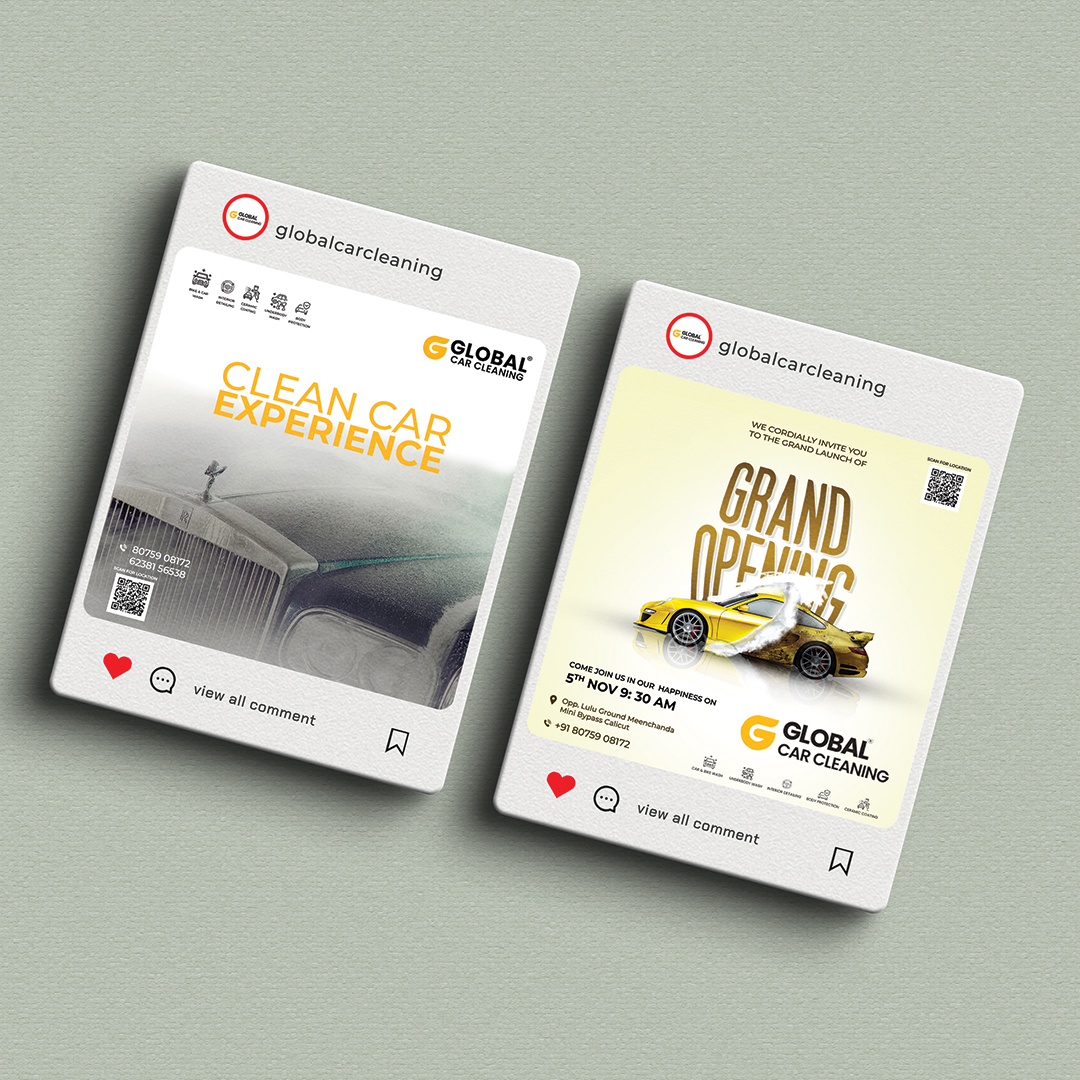 GLOBAL
CAR CLEANING
globalcarcleaning
BIKE & CAR
WASH
INTERIOR
DETAILING
CERAMIC
COATING
UNDERBODY
WASH
BODY
PROTECTION
GLOBAL®
CAR CLEANING
CLEAN CAR
EXPERIENCE
80759 08172
62381 56538
SCAN FOR LOCATION
view all comment
GLOBAL
CAR CLEANING
globalcarcleaning
WE CORDIALLY INVITE YOU
TO THE GRAND LAUNCH OF
SCAN FOR LOCATION
GRAND
OPENING
COME JOIN US IN OUR HAPPINESS ON
5TH NOV 9: 30 AM
Opp. Lulu Ground Meenchanda
Mini Bypass Calicut
+91 80759 08172
GLOBAL®
CAR CLEANING
CAR & BIKE WASH
UNDERBODY WASH
INTERIOR DETAILING
BODY PROTECTION
CERAMIC COATING
view all comment